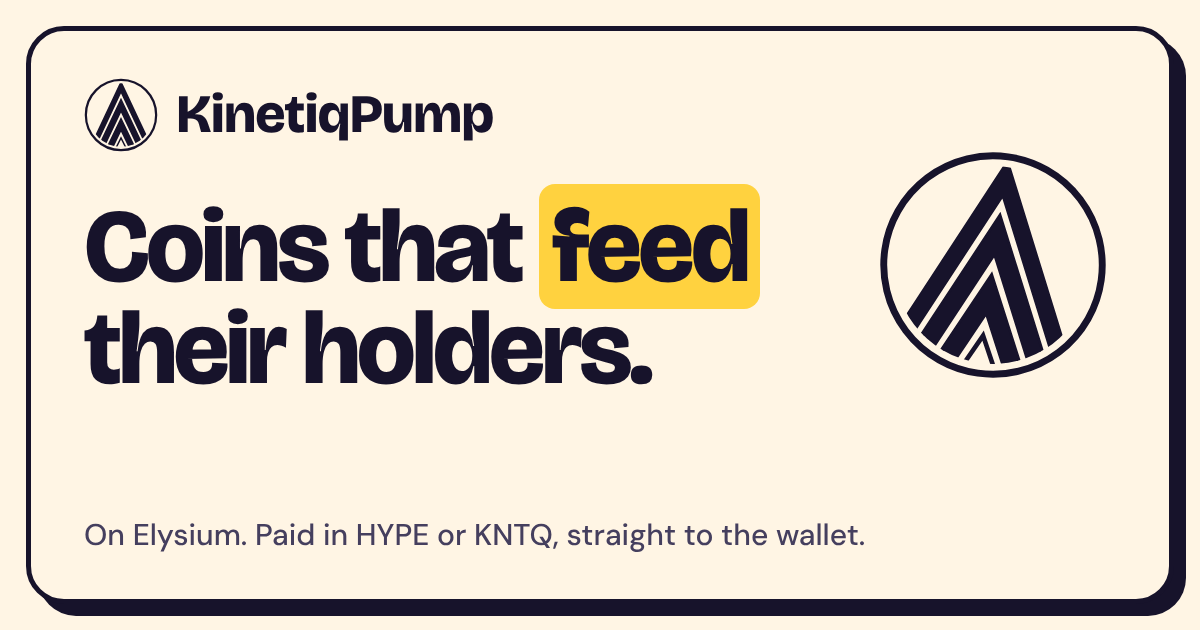 KinetiqPump
Coins that feed
their holders.
On Elysium. Paid in HYPE or KNTQ, straight to the wallet.